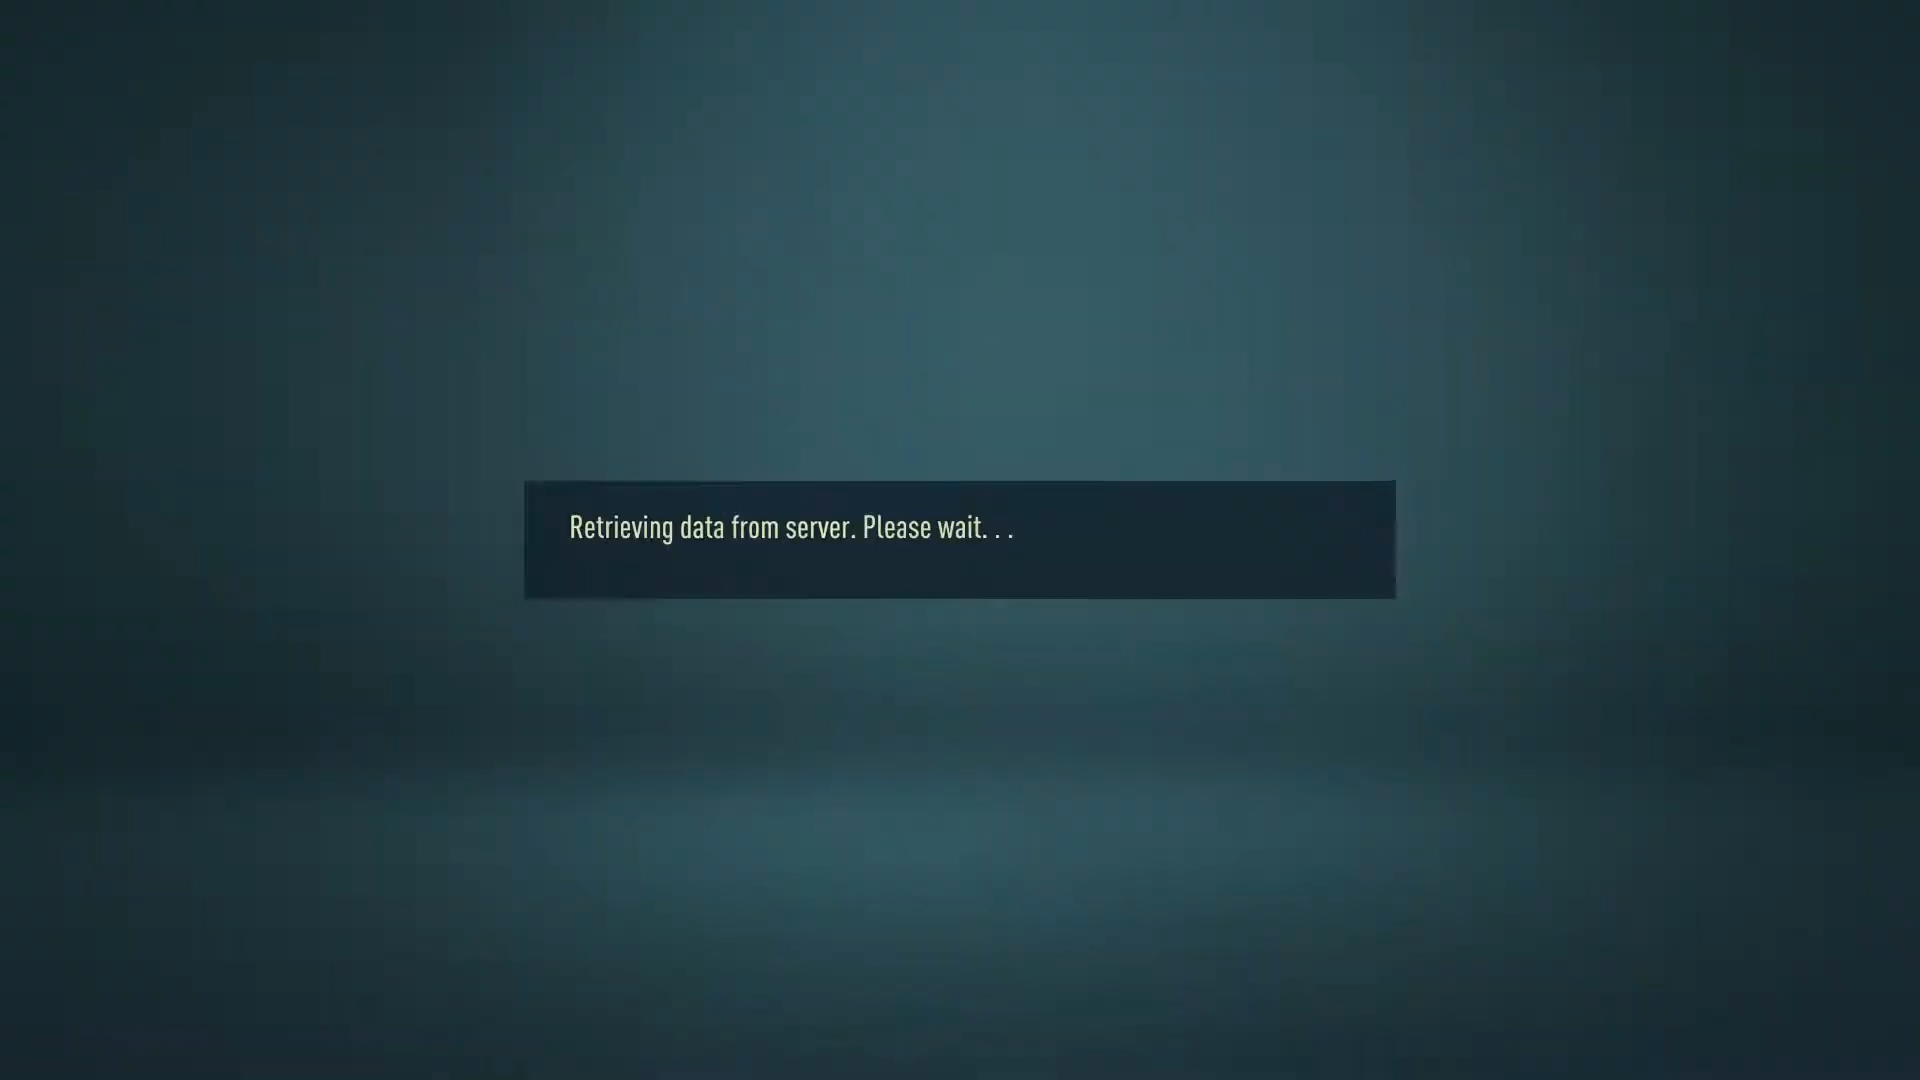 Retrieving data from server. Please wait. . .